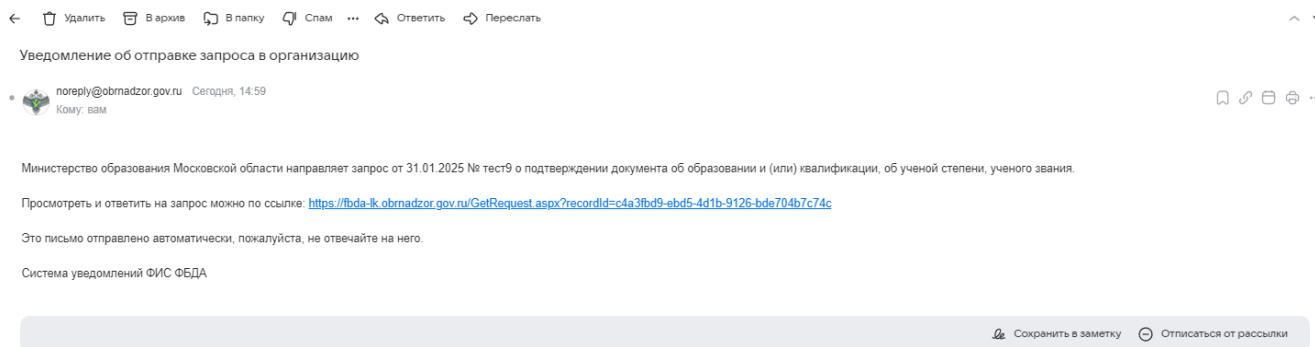 Удалить В архив В папку Спам Ответить Переслать
Уведомление об отправке запроса в организацию
noreply@obrnadzor.gov.ru Сегодня, 14:59
Кому: вам
Министерство образования Московской области направляет запрос от 31.01.2025 № тест9 о подтверждении документа об образовании и (или) квалификации, об ученой степени, ученого звания.
Просмотреть и ответить на запрос можно по ссылке: https://fbda-lk.obrnadzor.gov.ru/GetRequest.aspx?recordId=c4a3fbd9-ebd5-4d1b-9126-bde704b7c74c
Это письмо отправлено автоматически, пожалуйста, не отвечайте на него.
Система уведомлений ФИС ФБДА
Сохранить в заметку Отписаться от рассылки